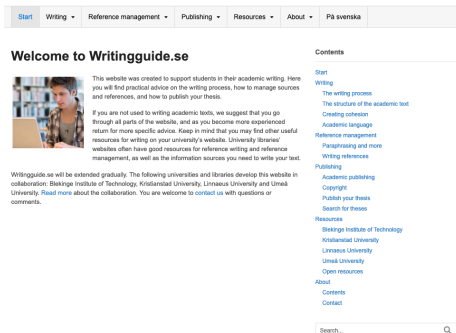 Start
Writing
Reference management
Publishing
Resources
About
På svenska
Welcome to Writingguide.se
This website was created to support students in their academic writing. Here
you will find practical advice on the writing process, how to manage sources
and references, and how to publish your thesis.
If you are not used to writing academic texts, we suggest that you go
through all parts of the website, and as you become more experienced
return for more specific advice. Keep in mind that you may find other useful
resources for writing on your university's website. University libraries'
websites often have good resources for reference writing and reference
management, as well as the information sources you need to write your text.
Writingguide.se will be extended gradually. The following universities and libraries develop this website in
collaboration: Blekinge Institute of Technology, Kristianstad University, Linnaeus University and Umeå
University. Read more about the collaboration. You are welcome to contact us with questions or
comments.
Contents
Start
Writing
The writing process
The structure of the academic text
Creating cohesion
Academic language
Reference management
Paraphrasing and more
Writing references
Publishing
Academic publishing
Copyright
Publish your thesis
Search for theses
Resources
Blekinge Institute of Technology
Kristianstad University
Linnaeus University
Umeå University
Open resources
About
Contents
Contact
Search...